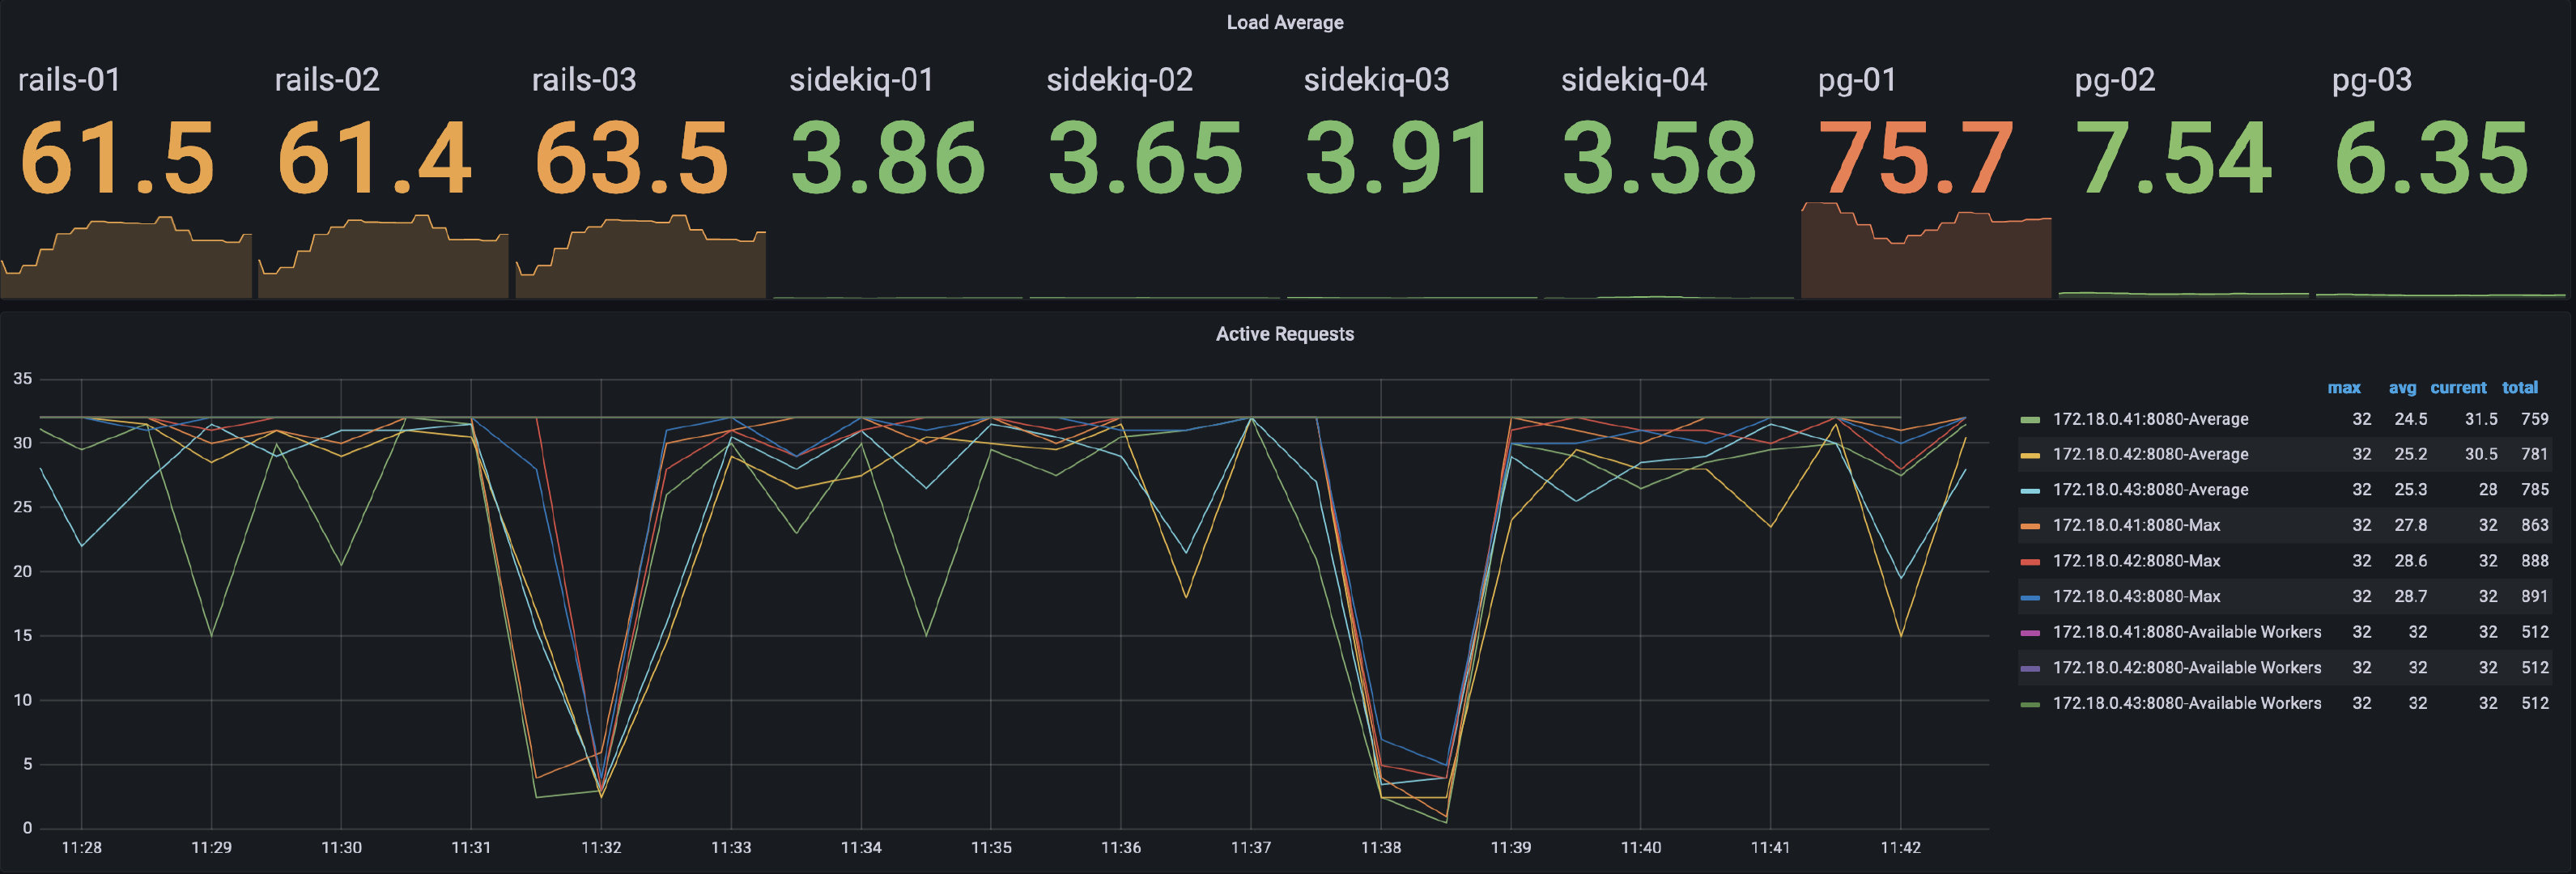 Load Average
rails-01 rails-02 rails-03 sidekiq-01 sidekiq-02 sidekiq-03 sidekiq-04 pg-01 pg-02 pg-03
61.5 61.4 63.5 3.86 3.65 3.91 3.58 75.7 7.54 6.35
Active Requests
35
30
25
20
15
10
5
0
11:28 11:29 11:30 11:31 11:32 11:33 11:34 11:35 11:36 11:37 11:38 11:39 11:40 11:41 11:42
max avg current total
172.18.0.41:8080-Average 32 24.5 31.5 759
172.18.0.42:8080-Average 32 25.2 30.5 781
172.18.0.43:8080-Average 32 25.3 28 785
172.18.0.41:8080-Max 32 27.8 32 863
172.18.0.42:8080-Max 32 28.6 32 888
172.18.0.43:8080-Max 32 28.7 32 891
172.18.0.41:8080-Available Workers 32 32 32 512
172.18.0.42:8080-Available Workers 32 32 32 512
172.18.0.43:8080-Available Workers 32 32 32 512